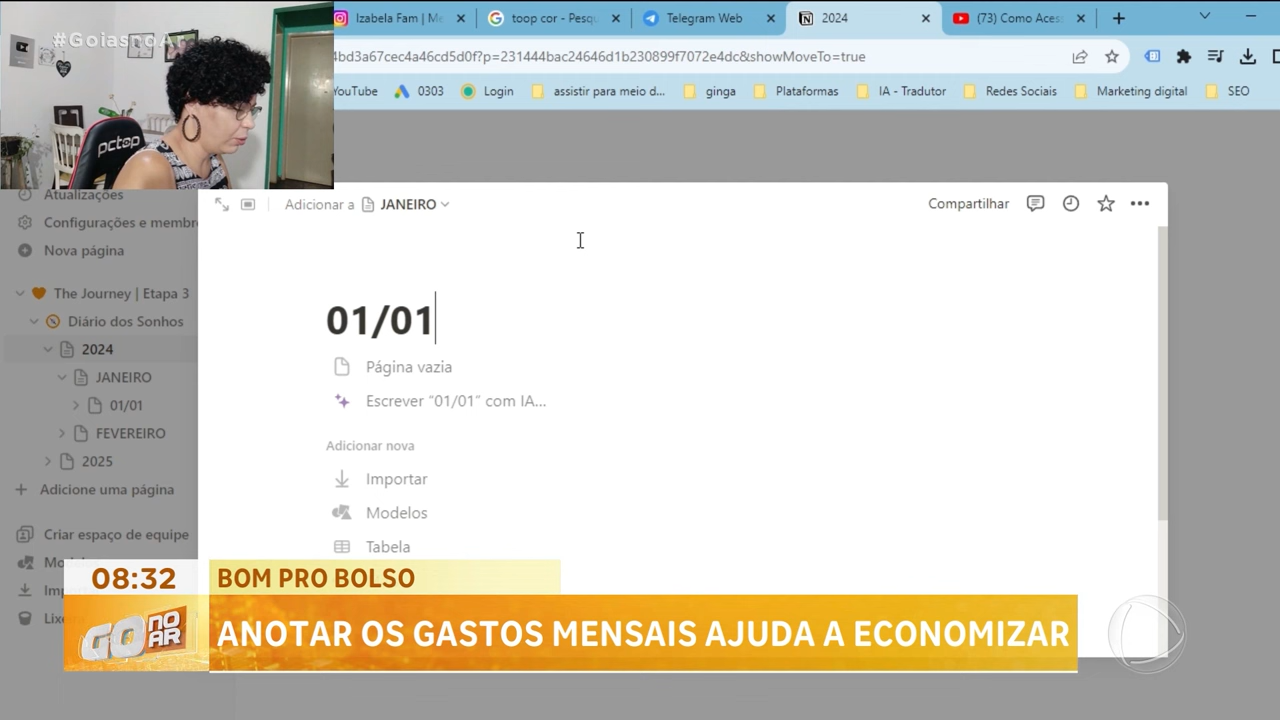 #GoiasnoAr
pctop
Izabela Fam | Me
toop cor - Pesqu
Telegram Web
2024
(73) Como Aces
4bd3a67cec4a46cd5d0f?p=231444bac24646d1b230899f7072e4dc&showMoveTo=true
YouTube
0303
Login
assistir para meio d...
ginga
Plataformas
IA - Tradutor
Redes Sociais
Marketing digital
SEO
Atualizações
Configurações e membr
Nova página
The Journey | Etapa 3
Diário dos Sonhos
2024
JANEIRO
01/01
FEVEREIRO
2025
Adicione uma página
Criar espaço de equipe
Adicionar a JANEIRO
Compartilhar
01/01
Página vazia
Escrever “01/01” com IA...
Adicionar nova
Importar
Modelos
Tabela
08:32
BOM PRO BOLSO
GO NO AR
ANOTAR OS GASTOS MENSAIS AJUDA A ECONOMIZAR